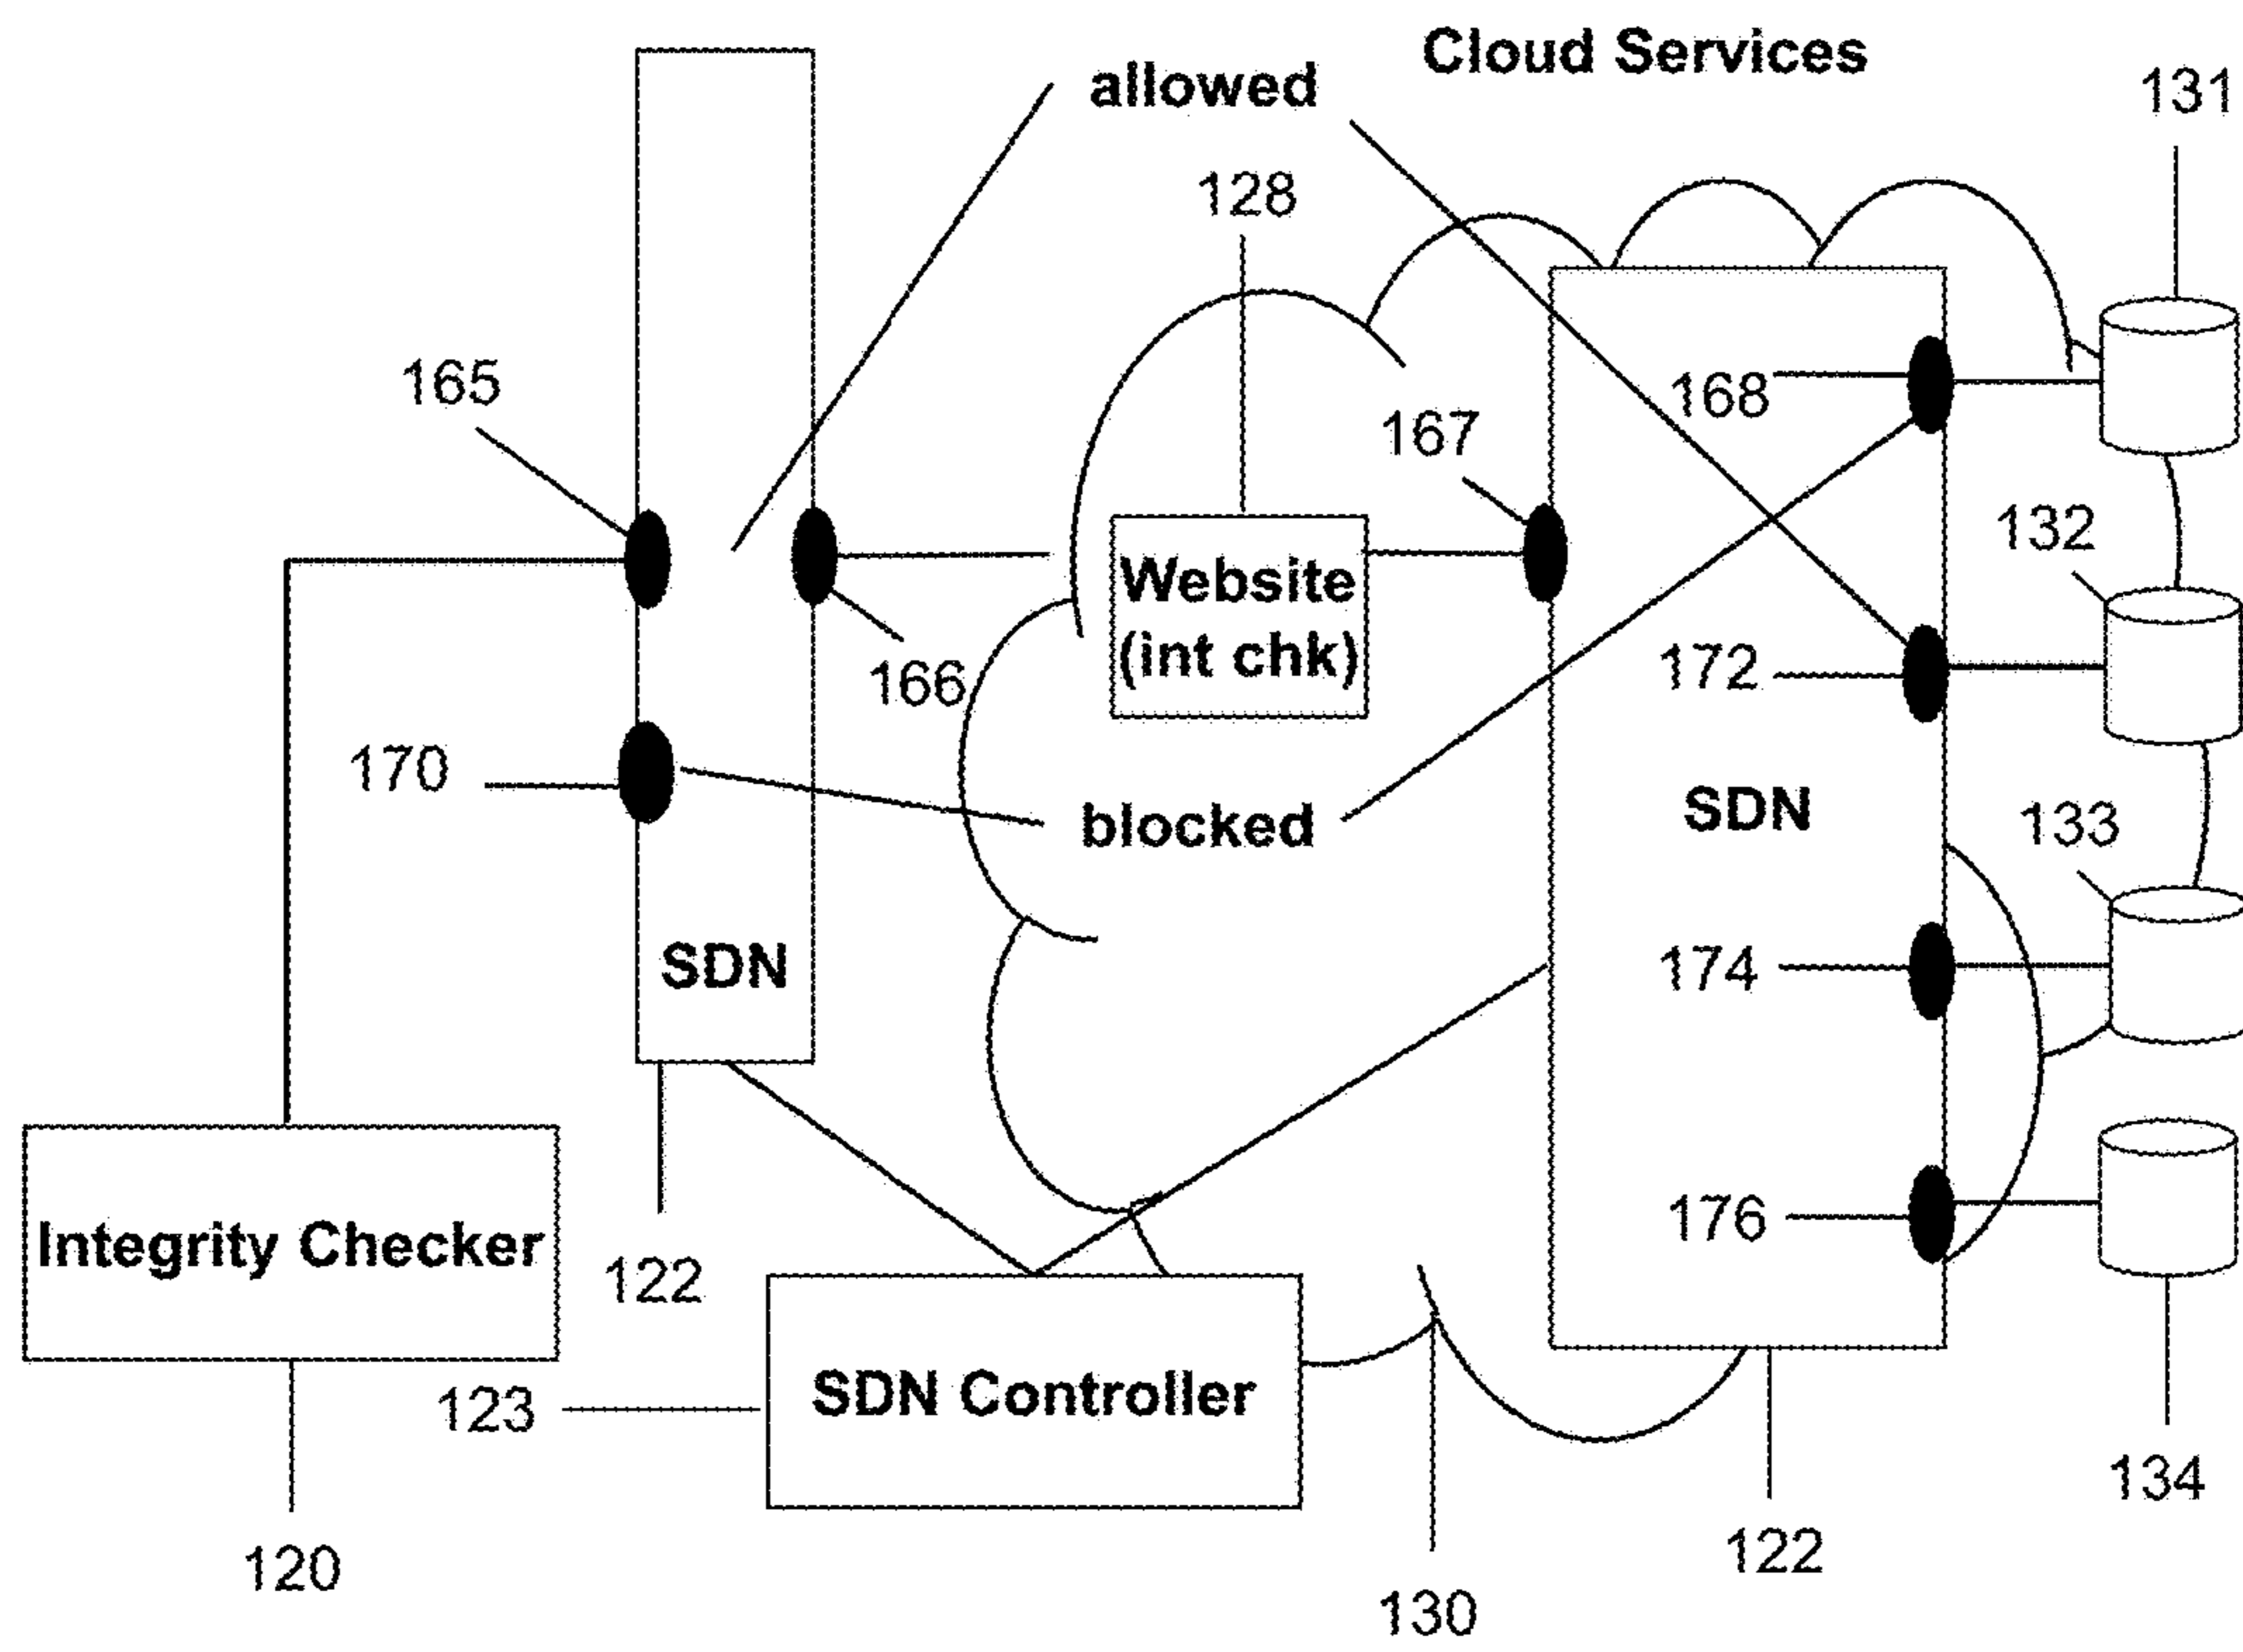 Cloud Services
allowed
131
128
165
168
167
132
Website
(int chk)
166
172
170
blocked
SDN
133
SDN
174
176
Integrity Checker
122
SDN Controller
123
134
120
122
130